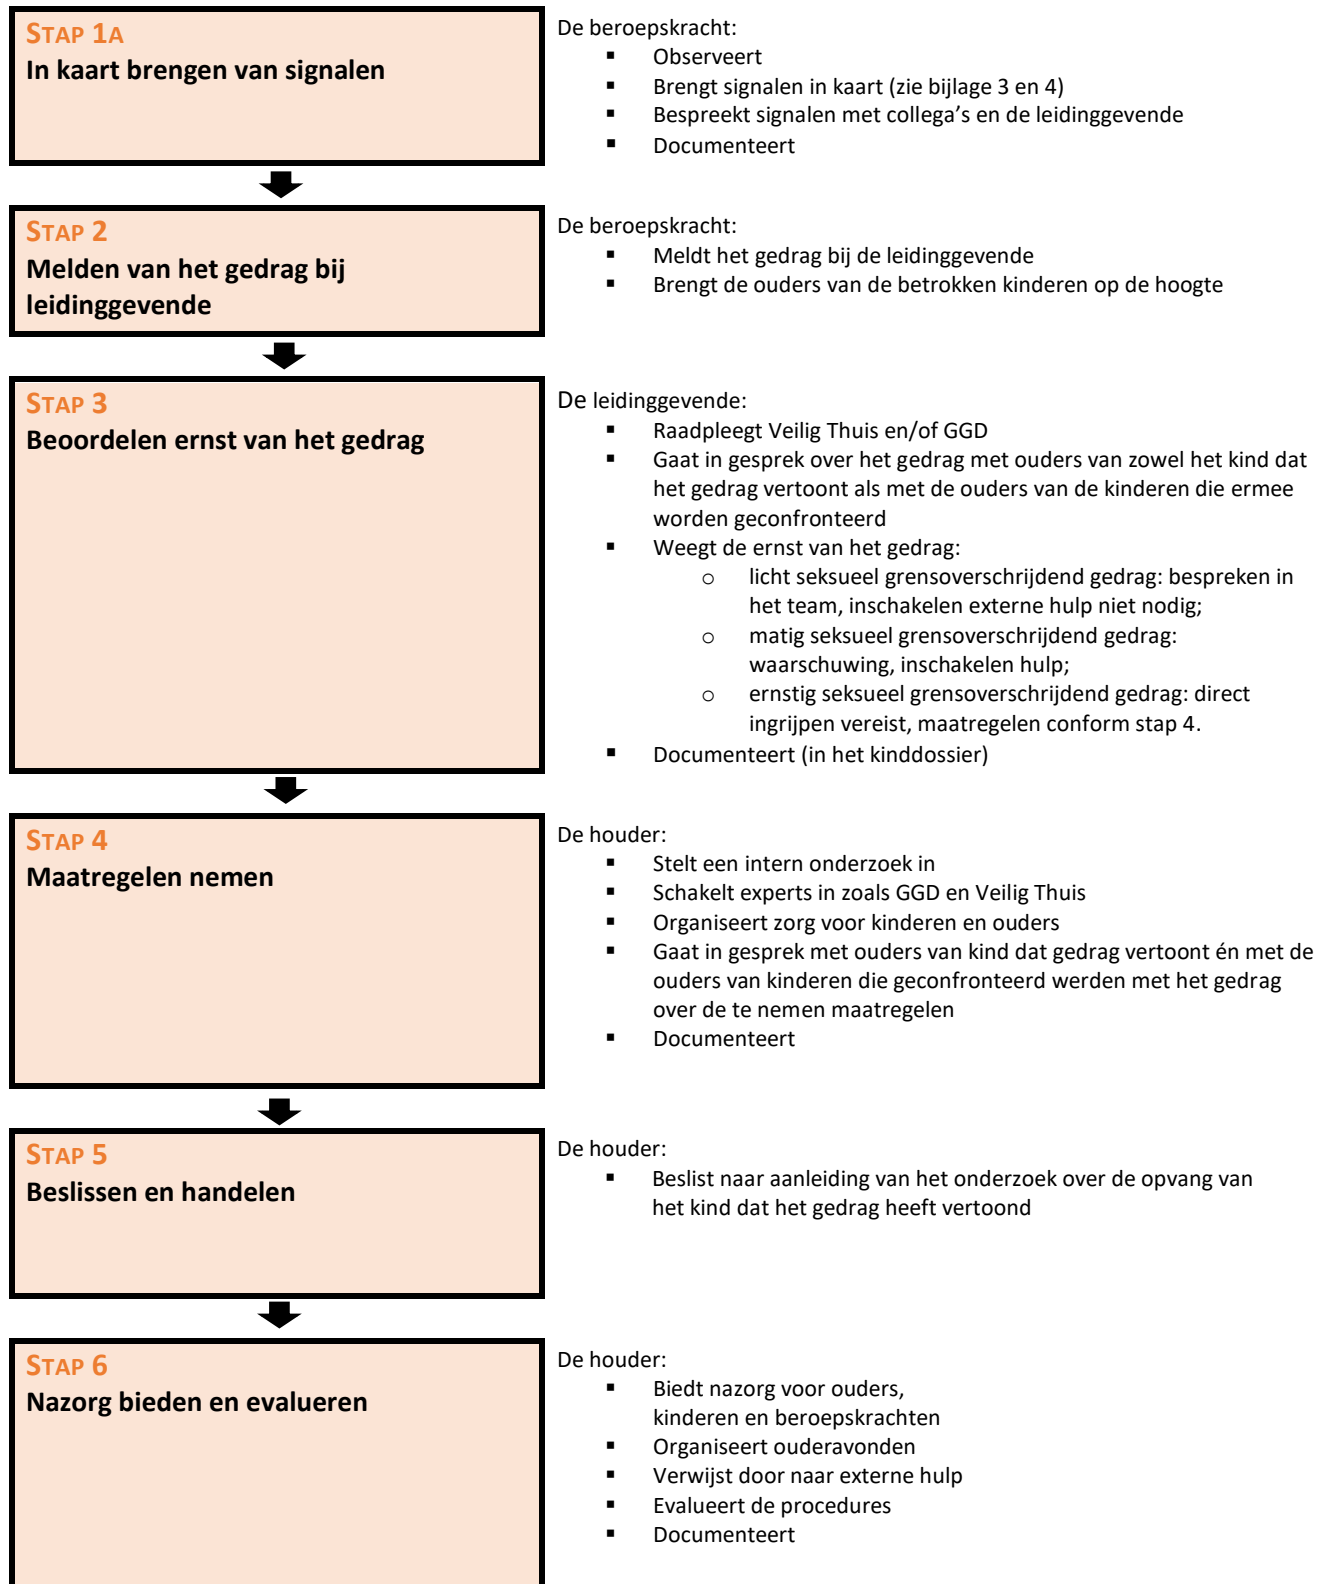 STAP 1A
In kaart brengen van signalen
De beroepskracht:
▪ Observeert
▪ Brengt signalen in kaart (zie bijlage 3 en 4)
▪ Bespreekt signalen met collega’s en de leidinggevende
▪ Documenteert
STAP 2
Melden van het gedrag bij
leidinggevende
De beroepskracht:
▪ Meldt het gedrag bij de leidinggevende
▪ Brengt de ouders van de betrokken kinderen op de hoogte
STAP 3
Beoordelen ernst van het gedrag
De leidinggevende:
▪ Raadpleegt Veilig Thuis en/of GGD
▪ Gaat in gesprek over het gedrag met ouders van zowel het kind dat
het gedrag vertoont als met de ouders van de kinderen die ermee
worden geconfronteerd
▪ Weegt de ernst van het gedrag:
o licht seksueel grensoverschrijdend gedrag: bespreken in
het team, inschakelen externe hulp niet nodig;
o matig seksueel grensoverschrijdend gedrag:
waarschuwing, inschakelen hulp;
o ernstig seksueel grensoverschrijdend gedrag: direct
ingrijpen vereist, maatregelen conform stap 4.
▪ Documenteert (in het kinddossier)
STAP 4
Maatregelen nemen
De houder:
▪ Stelt een intern onderzoek in
▪ Schakelt experts in zoals GGD en Veilig Thuis
▪ Organiseert zorg voor kinderen en ouders
▪ Gaat in gesprek met ouders van kind dat gedrag vertoont én met de
ouders van kinderen die geconfronteerd werden met het gedrag
over de te nemen maatregelen
▪ Documenteert
STAP 5
Beslissen en handelen
De houder:
▪ Beslist naar aanleiding van het onderzoek over de opvang van
het kind dat het gedrag heeft vertoond
STAP 6
Nazorg bieden en evalueren
De houder:
▪ Biedt nazorg voor ouders,
kinderen en beroepskrachten
▪ Organiseert ouderavonden
▪ Verwijst door naar externe hulp
▪ Evalueert de procedures
▪ Documenteert